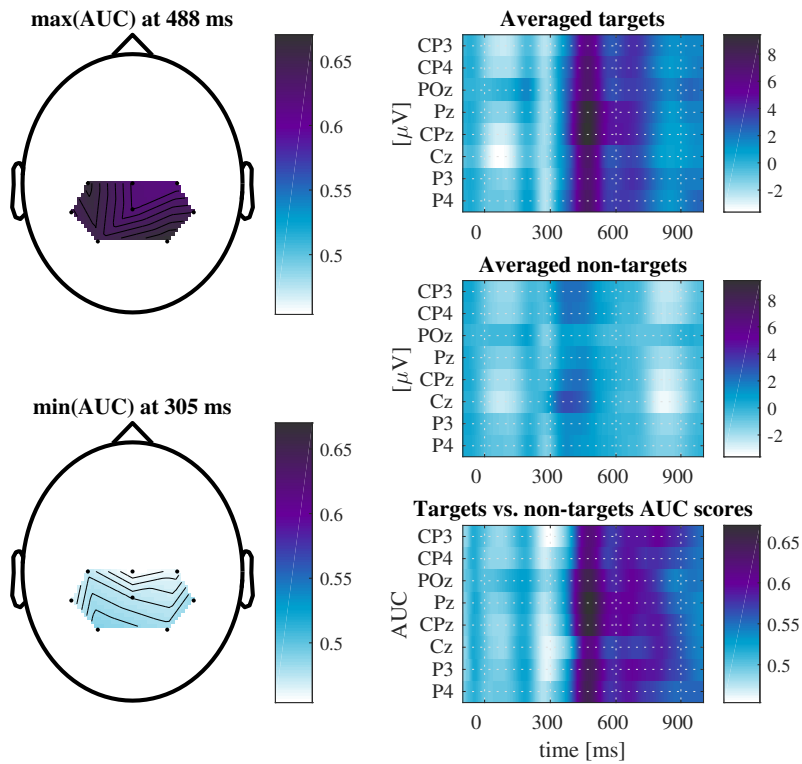 max(AUC) at 488 ms
0.65
0.6
0.55
0.5
min(AUC) at 305 ms
0.65
0.6
0.55
0.5
Averaged targets
[μV]
CP3
CP4
POz
Pz
CPz
Cz
P3
P4
0 300 600 900
8
6
4
2
0
-2
Averaged non-targets
[μV]
CP3
CP4
POz
Pz
CPz
Cz
P3
P4
0 300 600 900
8
6
4
2
0
-2
Targets vs. non-targets AUC scores
AUC
CP3
CP4
POz
Pz
CPz
Cz
P3
P4
0 300 600 900
time [ms]
0.65
0.6
0.55
0.5